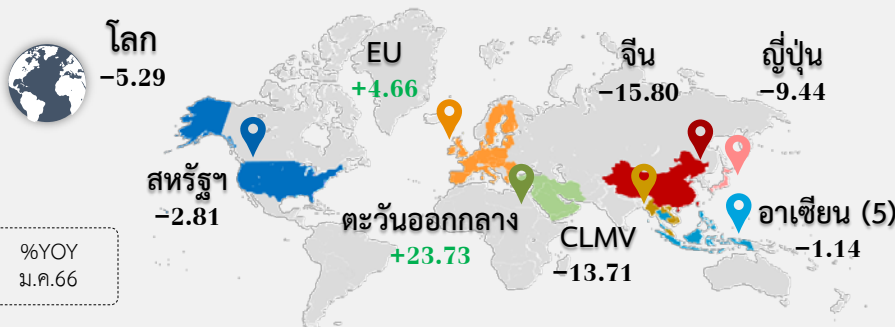 โลก
−5.29
EU
+4.66
จีน
−15.80
ญี่ปุ่น
−9.44
สหรัฐฯ
−2.81
ตะวันออกกลาง
+23.73
CLMV
−13.71
อาเซียน (5)
−1.14
%YOY
ม.ค.66